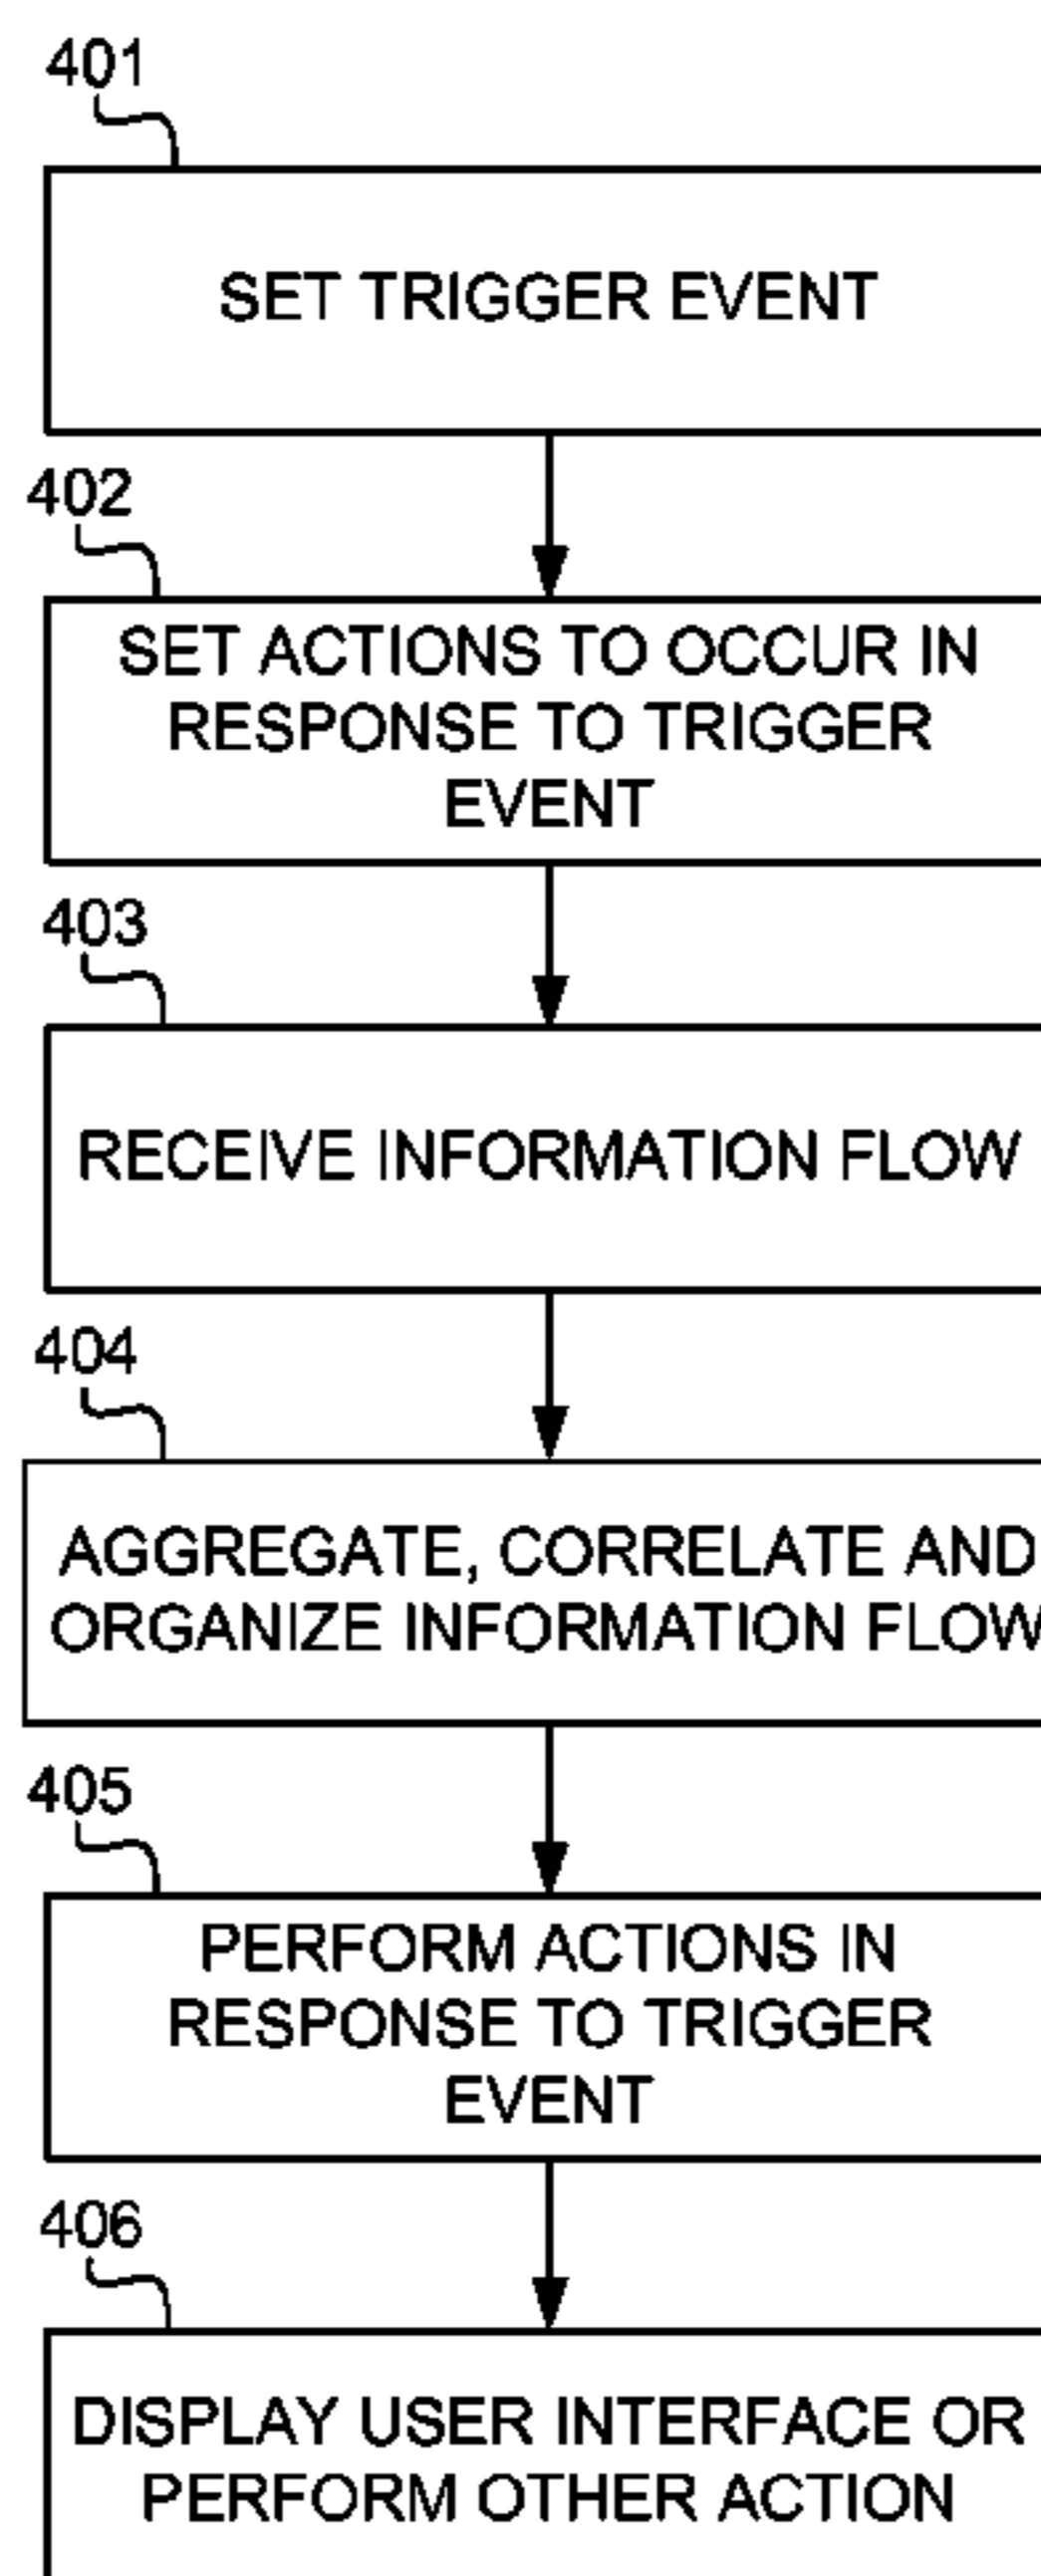 401
SET TRIGGER EVENT
402
SET ACTIONS TO OCCUR IN
RESPONSE TO TRIGGER
EVENT
403
RECEIVE INFORMATION FLOW
404
AGGREGATE, CORRELATE AND
ORGANIZE INFORMATION FLOW
405
PERFORM ACTIONS IN
RESPONSE TO TRIGGER
EVENT
406
DISPLAY USER INTERFACE OR
PERFORM OTHER ACTION